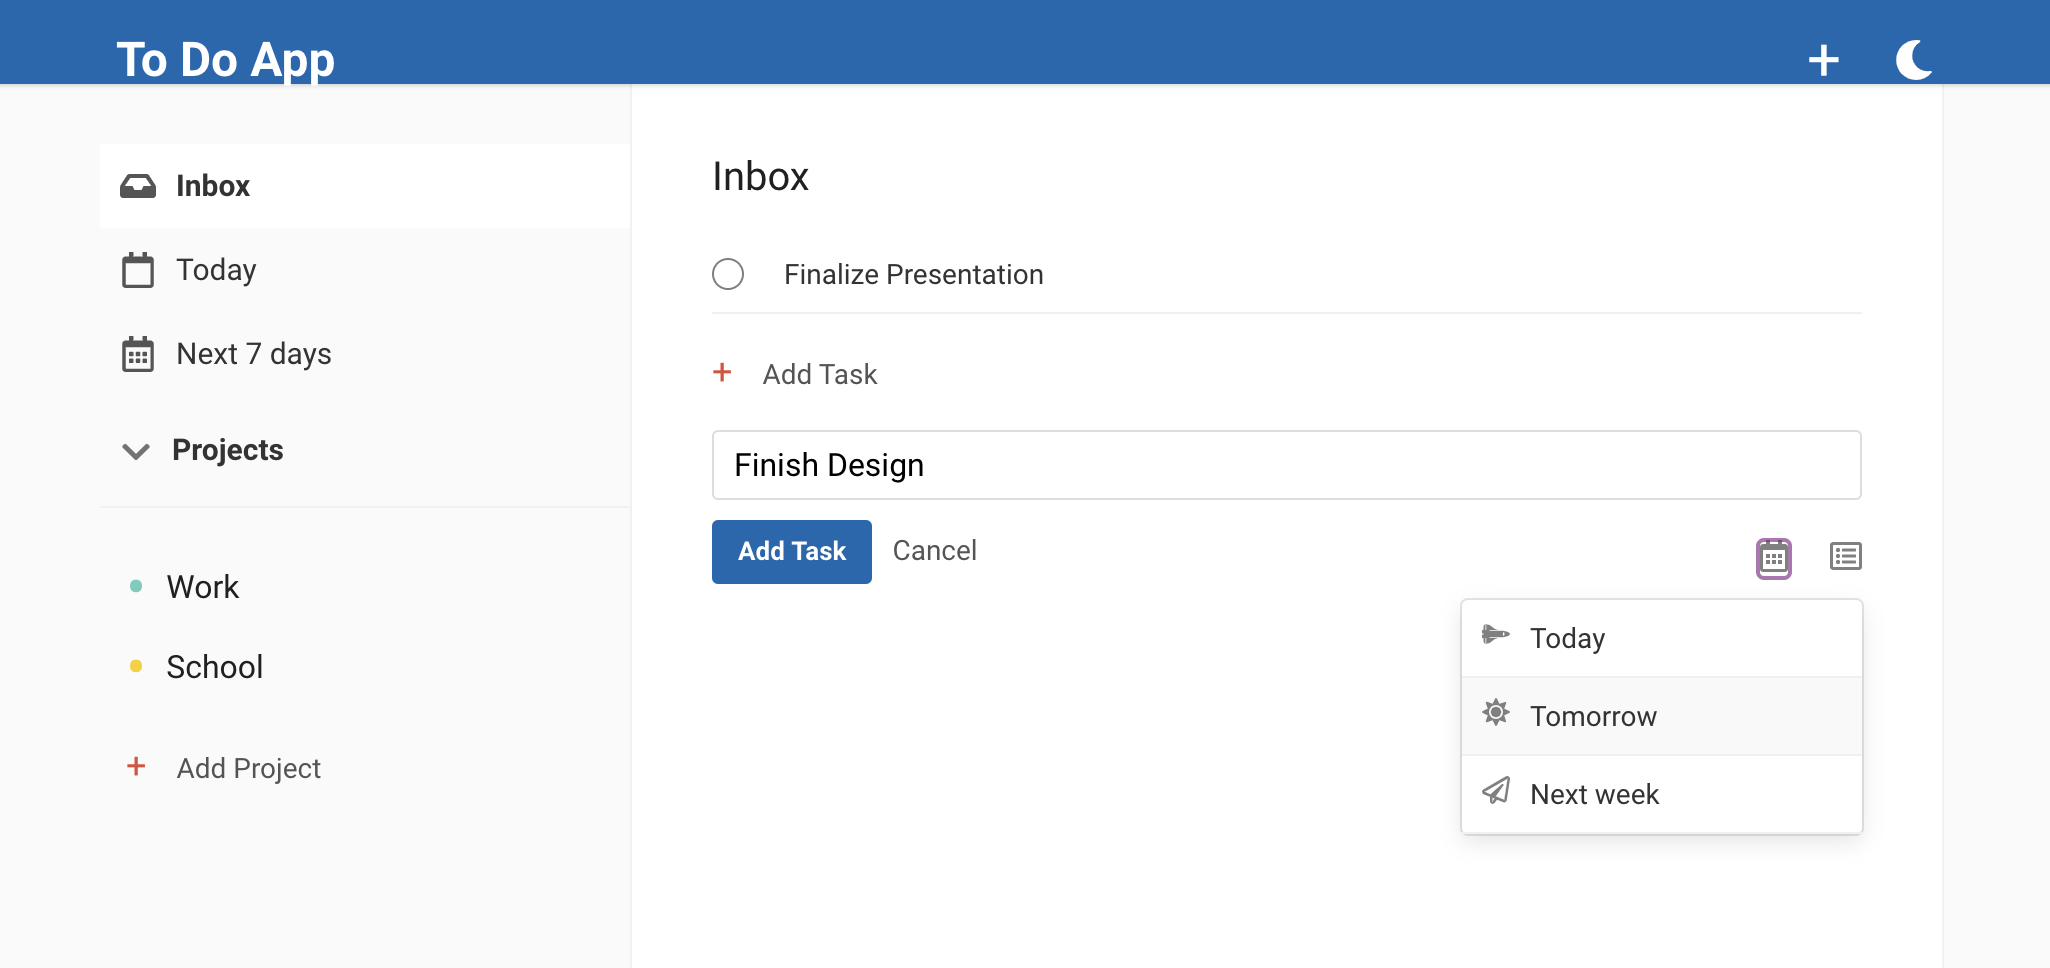 To Do App
Inbox
Today
Next 7 days
Projects
Work
School
Add Project
Inbox
Finalize Presentation
Add Task
Finish Design
Add Task Cancel
Today
Tomorrow
Next week